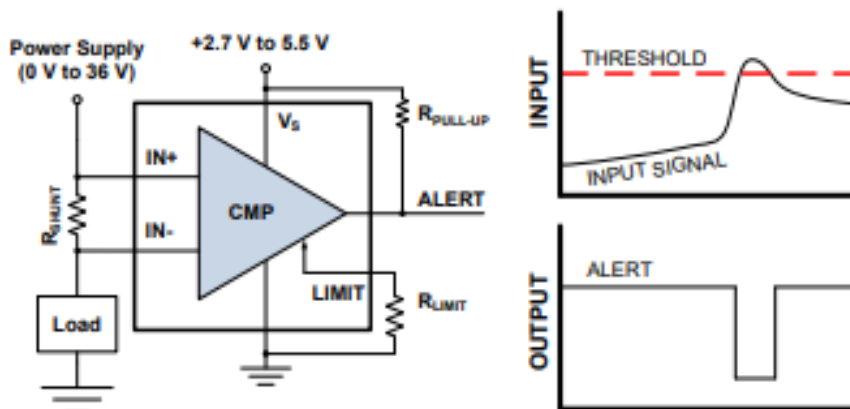 Power Supply
(0 V to 36 V)
+2.7 V to 5.5 V
VS
RPULL-UP
IN+
RSHUNT
IN-
CMP
ALERT
LIMIT
RLIMIT
Load
INPUT
THRESHOLD
INPUT SIGNAL
OUTPUT
ALERT